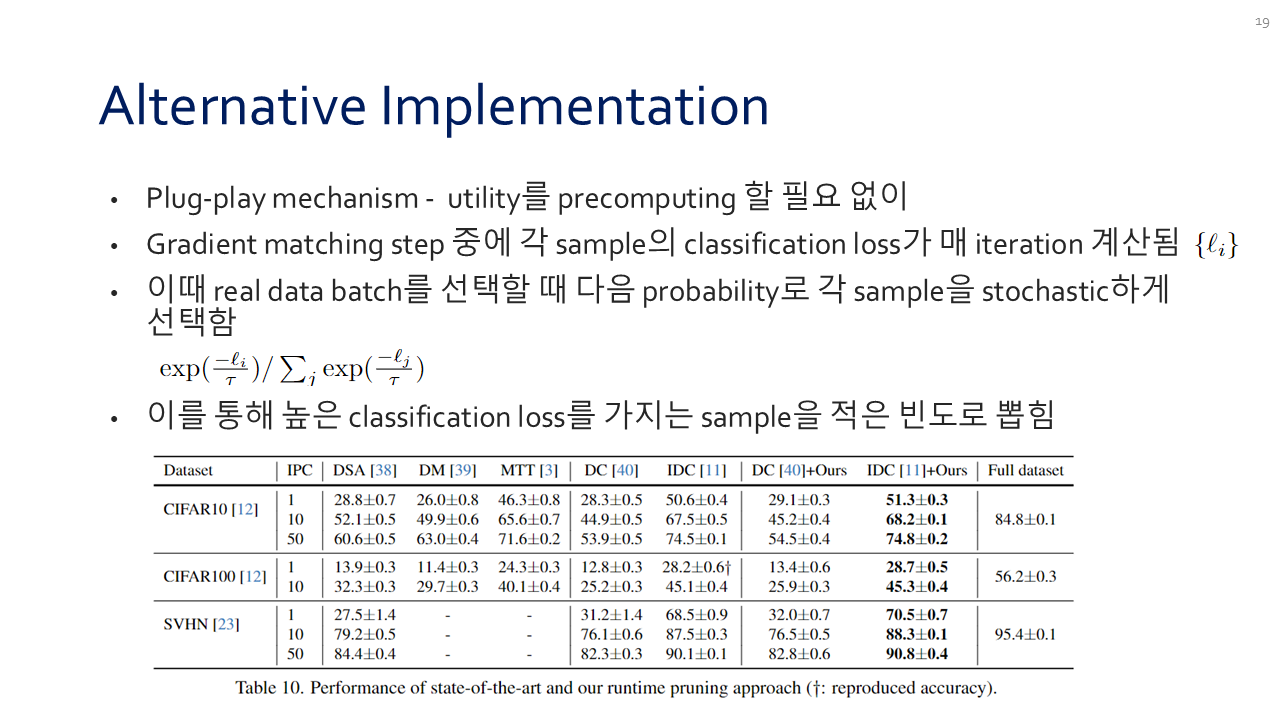 19
Alternative Implementation
• Plug-play mechanism - utility를 precomputing 할 필요 없이
• Gradient matching step 중에 각 sample의 classification loss가 매 iteration 계산됨 {ℓ_i}
• 이때 real data batch를 선택할 때 다음 probability로 각 sample을 stochastic하게
선택함
exp(−ℓ_i/τ)/ ∑_j exp(−ℓ_j/τ)
• 이를 통해 높은 classification loss를 가지는 sample을 적은 빈도로 뽑힘
Dataset IPC DSA [38] DM [39] MTT [3] DC [40] IDC [11] DC [40]+Ours IDC [11]+Ours Full dataset
CIFAR10 [12] 1 28.8±0.7 26.0±0.8 46.3±0.8 28.3±0.5 50.6±0.4 29.1±0.3 51.3±0.3 84.8±0.1
10 52.1±0.5 49.9±0.6 65.6±0.7 44.9±0.5 67.5±0.5 45.2±0.4 68.2±0.1
50 60.6±0.5 63.0±0.4 71.6±0.2 53.9±0.5 74.5±0.1 54.5±0.4 74.8±0.2
CIFAR100 [12] 1 13.9±0.3 11.4±0.3 24.3±0.3 12.8±0.3 28.2±0.6† 13.4±0.6 28.7±0.5 56.2±0.3
10 32.3±0.3 29.7±0.3 40.1±0.4 25.2±0.3 45.1±0.4 25.9±0.3 45.3±0.4
SVHN [23] 1 27.5±1.4 - - 31.2±1.4 68.5±0.9 32.0±0.7 70.5±0.7 95.4±0.1
10 79.2±0.5 - - 76.1±0.6 87.5±0.3 76.5±0.5 88.3±0.1
50 84.4±0.4 - - 82.3±0.3 90.1±0.1 82.8±0.6 90.8±0.4
Table 10. Performance of state-of-the-art and our runtime pruning approach (†: reproduced accuracy).